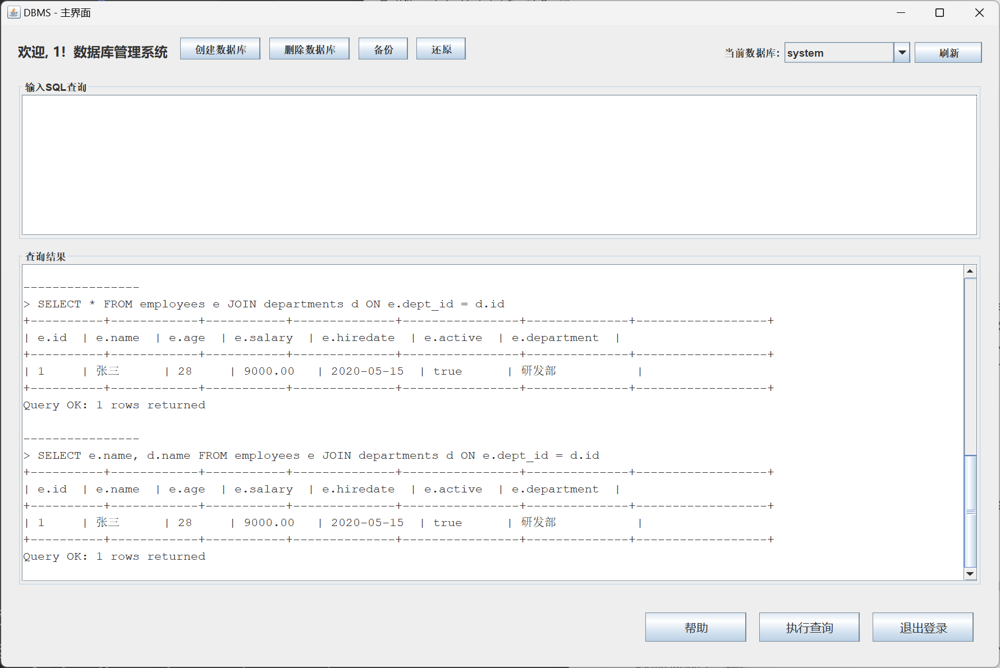 DBMS - 主界面
欢迎, 1! 数据库管理系统 创建数据库 删除数据库 备份 还原 当前数据库: system 刷新
输入SQL查询
查询结果
----------------
> SELECT * FROM employees e JOIN departments d ON e.dept_id = d.id
+----------+------------+-----------+--------------+----------------+--------------+------------------+
| e.id  | e.name  | e.age  | e.salary  | e.hiredate  | e.active  | e.department  |
+----------+------------+-----------+--------------+----------------+--------------+------------------+
| 1     | 张三      | 28     | 9000.00   | 2020-05-15  | true      | 研发部           |
+----------+------------+-----------+--------------+----------------+--------------+------------------+
Query OK: 1 rows returned
----------------
> SELECT e.name, d.name FROM employees e JOIN departments d ON e.dept_id = d.id
+----------+------------+-----------+--------------+----------------+--------------+------------------+
| e.id  | e.name  | e.age  | e.salary  | e.hiredate  | e.active  | e.department  |
+----------+------------+-----------+--------------+----------------+--------------+------------------+
| 1     | 张三      | 28     | 9000.00   | 2020-05-15  | true      | 研发部           |
+----------+------------+-----------+--------------+----------------+--------------+------------------+
Query OK: 1 rows returned
帮助 执行查询 退出登录